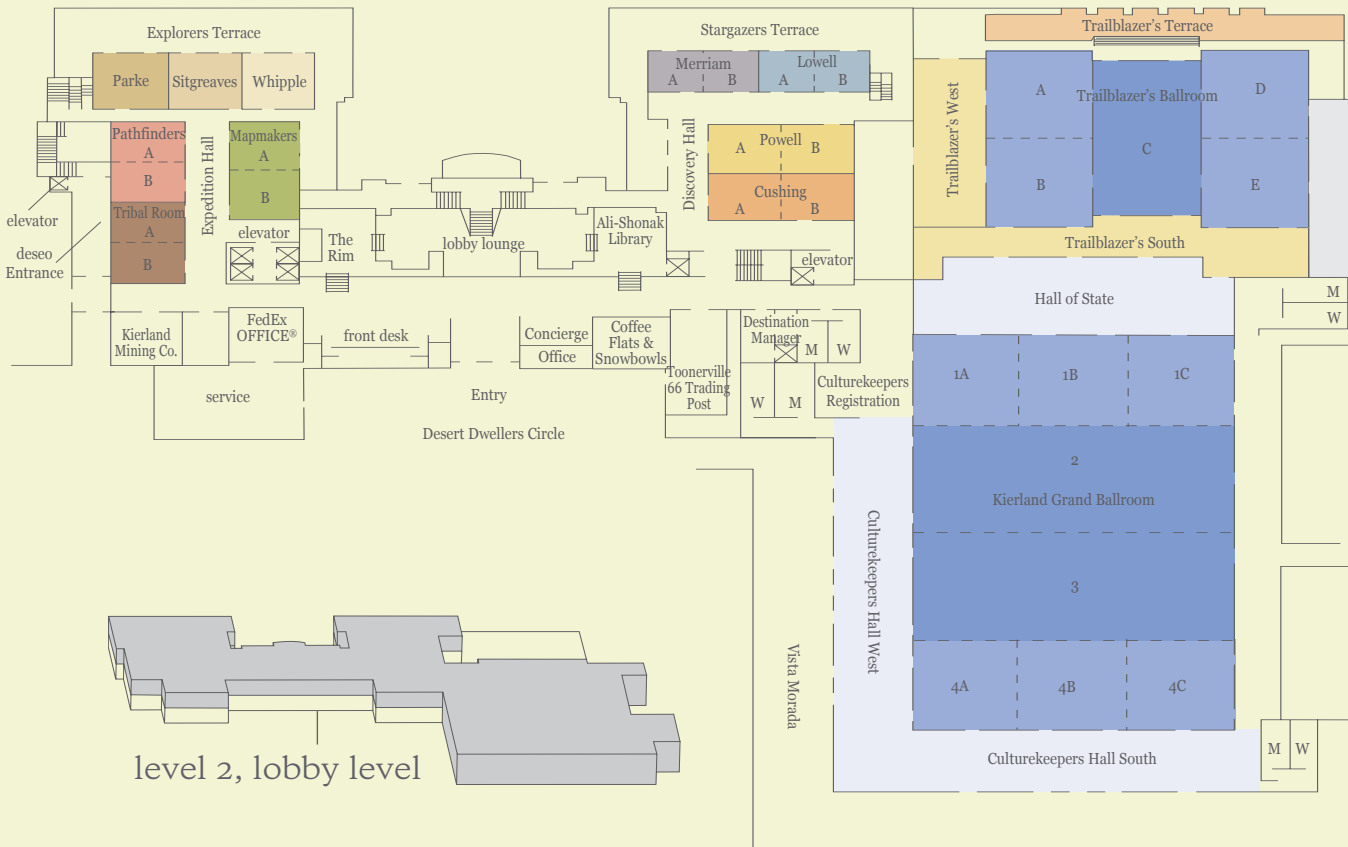 Explorers Terrace
Stargazers Terrace
Trailblazer's Terrace
Parke
Sitgreaves
Whipple
Merriam
A
B
Lowell
A
B
Trailblazer's West
A
Trailblazer's Ballroom
D
B
C
E
Pathfinders
A
B
Expedition Hall
Mapmakers
A
B
Discovery Hall
A
Powell
B
Cushing
A
B
Tribal Room
A
B
elevator
deseo
Entrance
elevator
The
Rim
lobby lounge
Ali-Shonak
Library
elevator
Trailblazer's South
Hall of State
M
W
Kierland
Mining Co.
FedEx
OFFICE®
front desk
Concierge
Office
Coffee
Flats &
Snowbowls
Toonerville
66 Trading
Post
Destination
Manager
M
W
W
M
Culturekeepers
Registration
service
Entry
Desert Dwellers Circle
1A
1B
1C
2
Kierland Grand Ballroom
3
4A
4B
4C
Culturekeepers Hall West
Vista Morada
Culturekeepers Hall South
M
W
level 2, lobby level